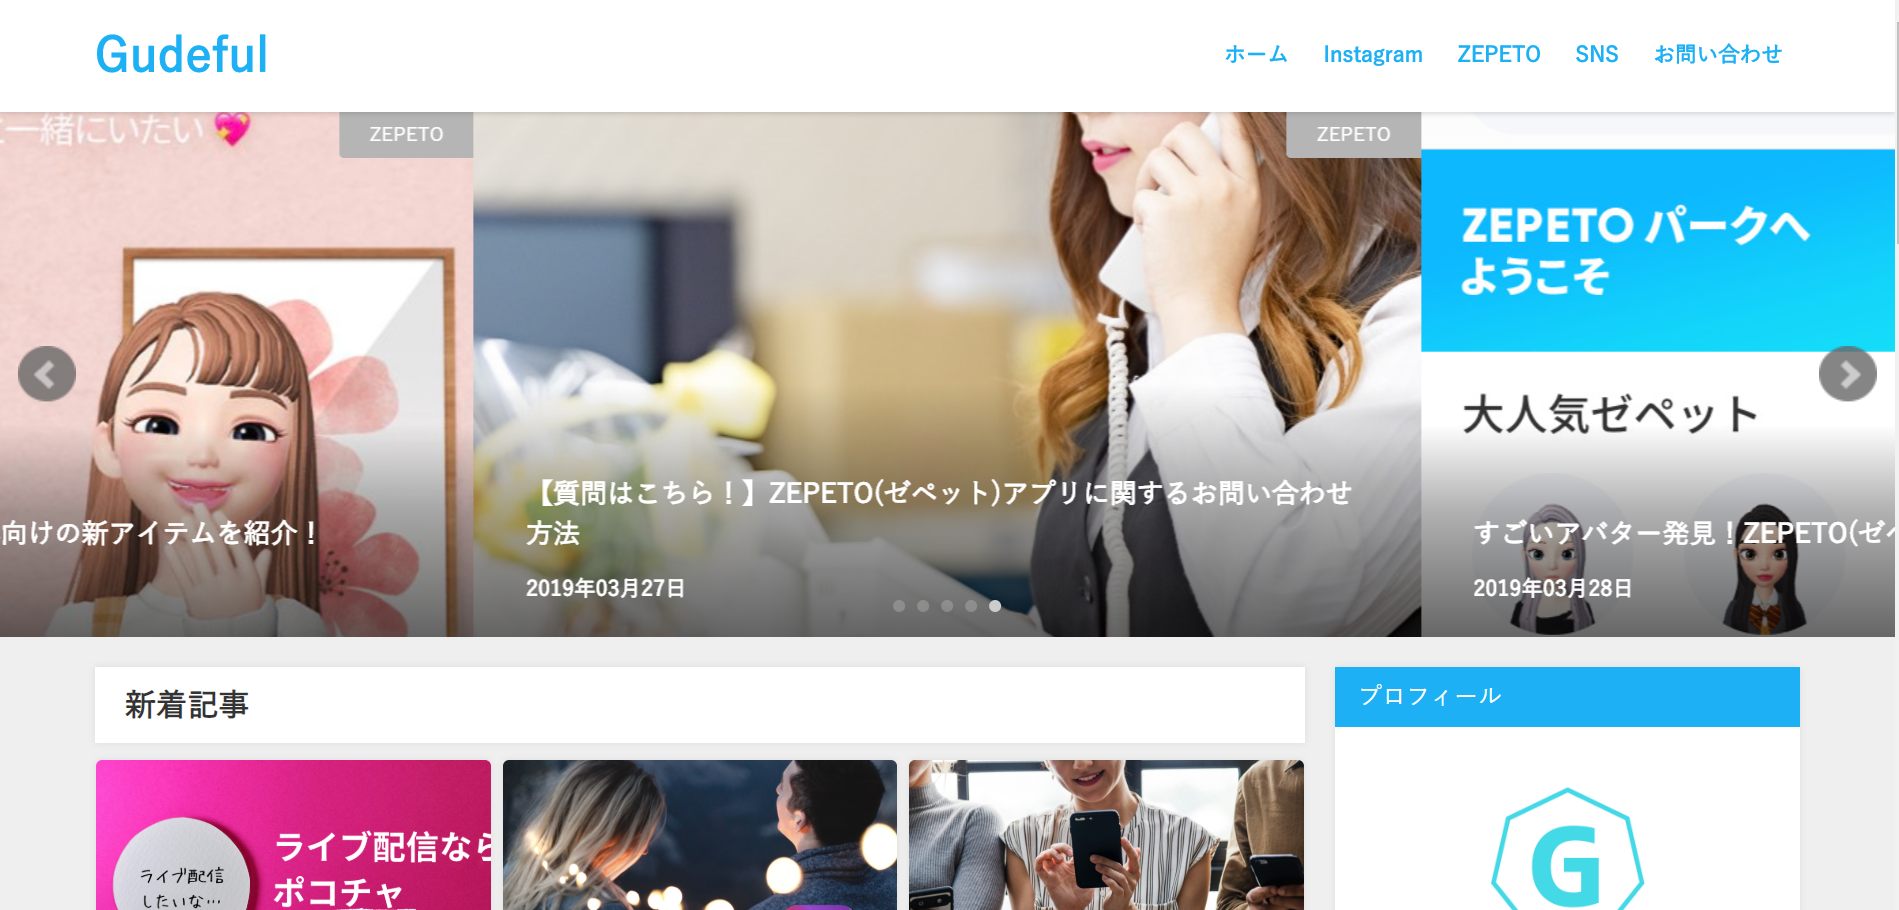 Gudeful
ホーム Instagram ZEPETO SNS お問い合わせ
一緒にいたい 💖
ZEPETO
向けの新アイテムを紹介！
ZEPETO
【質問はこちら！】ZEPETO(ゼペット)アプリに関するお問い合わせ
方法
2019年03月27日
ZEPETO パークへ
ようこそ
大人気ゼペット
すごいアバター発見！ZEPETO(ゼペ
2019年03月28日
新着記事
プロフィール
ライブ配信
したいな…
ライブ配信なら
ポコチャ
G